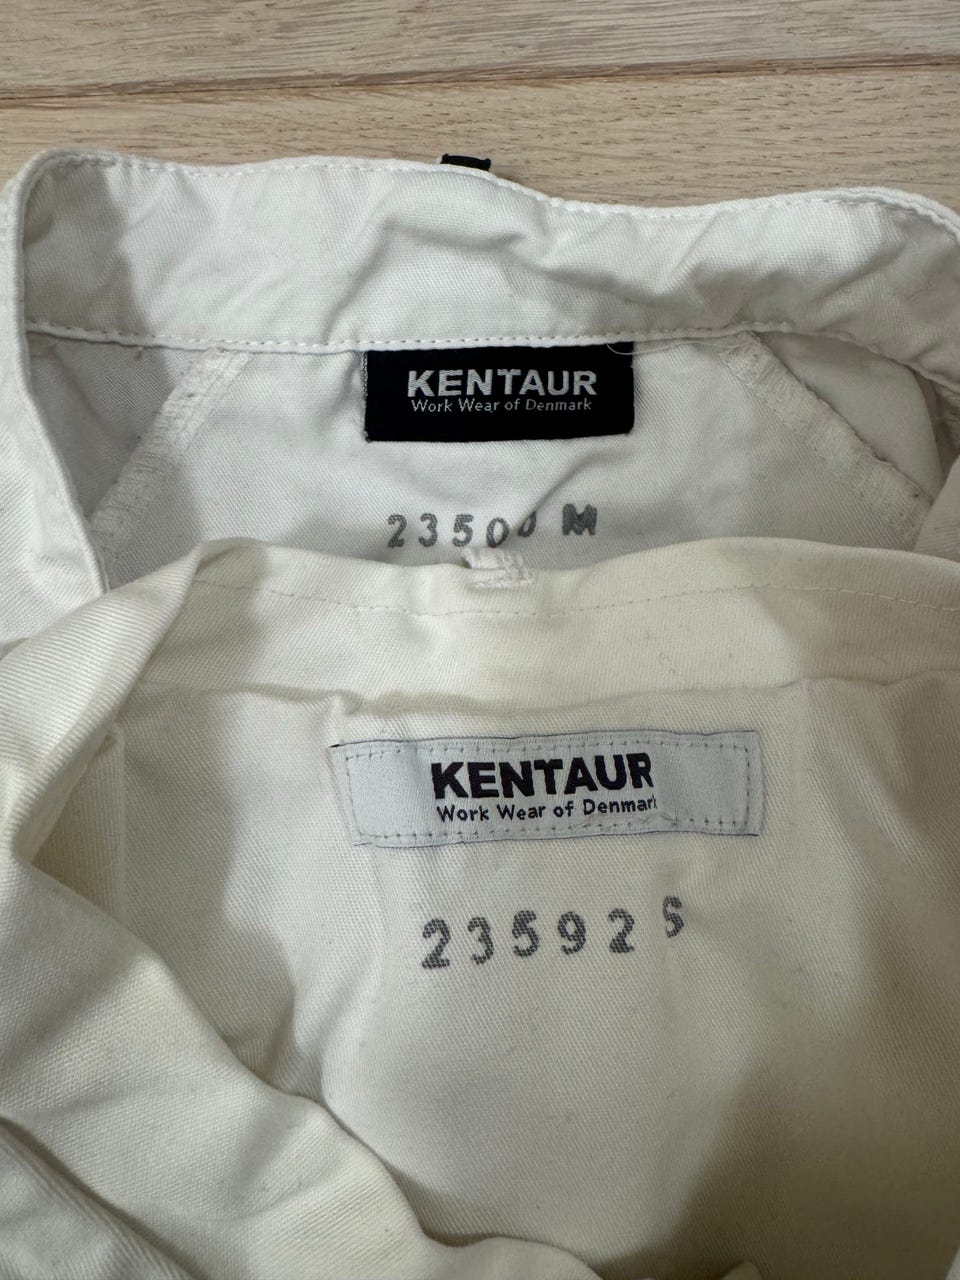 KENTAUR
Work Wear of Denmark
23500 M
KENTAUR
Work Wear of Denmark
23592 S